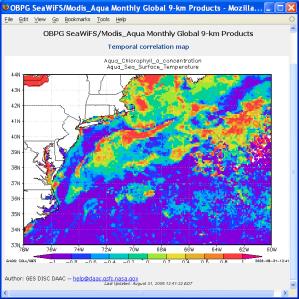 OBPG SeaWiFS/Modis_Aqua Monthly Global 9-km Products - Mozilla...
File Edit View Go Bookmarks Tools Help
OBPG SeaWiFS/Modis_Aqua Monthly Global 9-km Products
Temporal correlation map
Aqua_Chlorophyll_a_concentration
Aqua_Sea_Surface_Temperature
44N
43N
42N
41N
40N
39N
38N
37N
36N
35N
34N
33N
78W 76W 74W 72W 70W 68W 66W 64W 62W 60W
Author: GES DISC DAAC -- help@daac.gsfc.nasa.gov